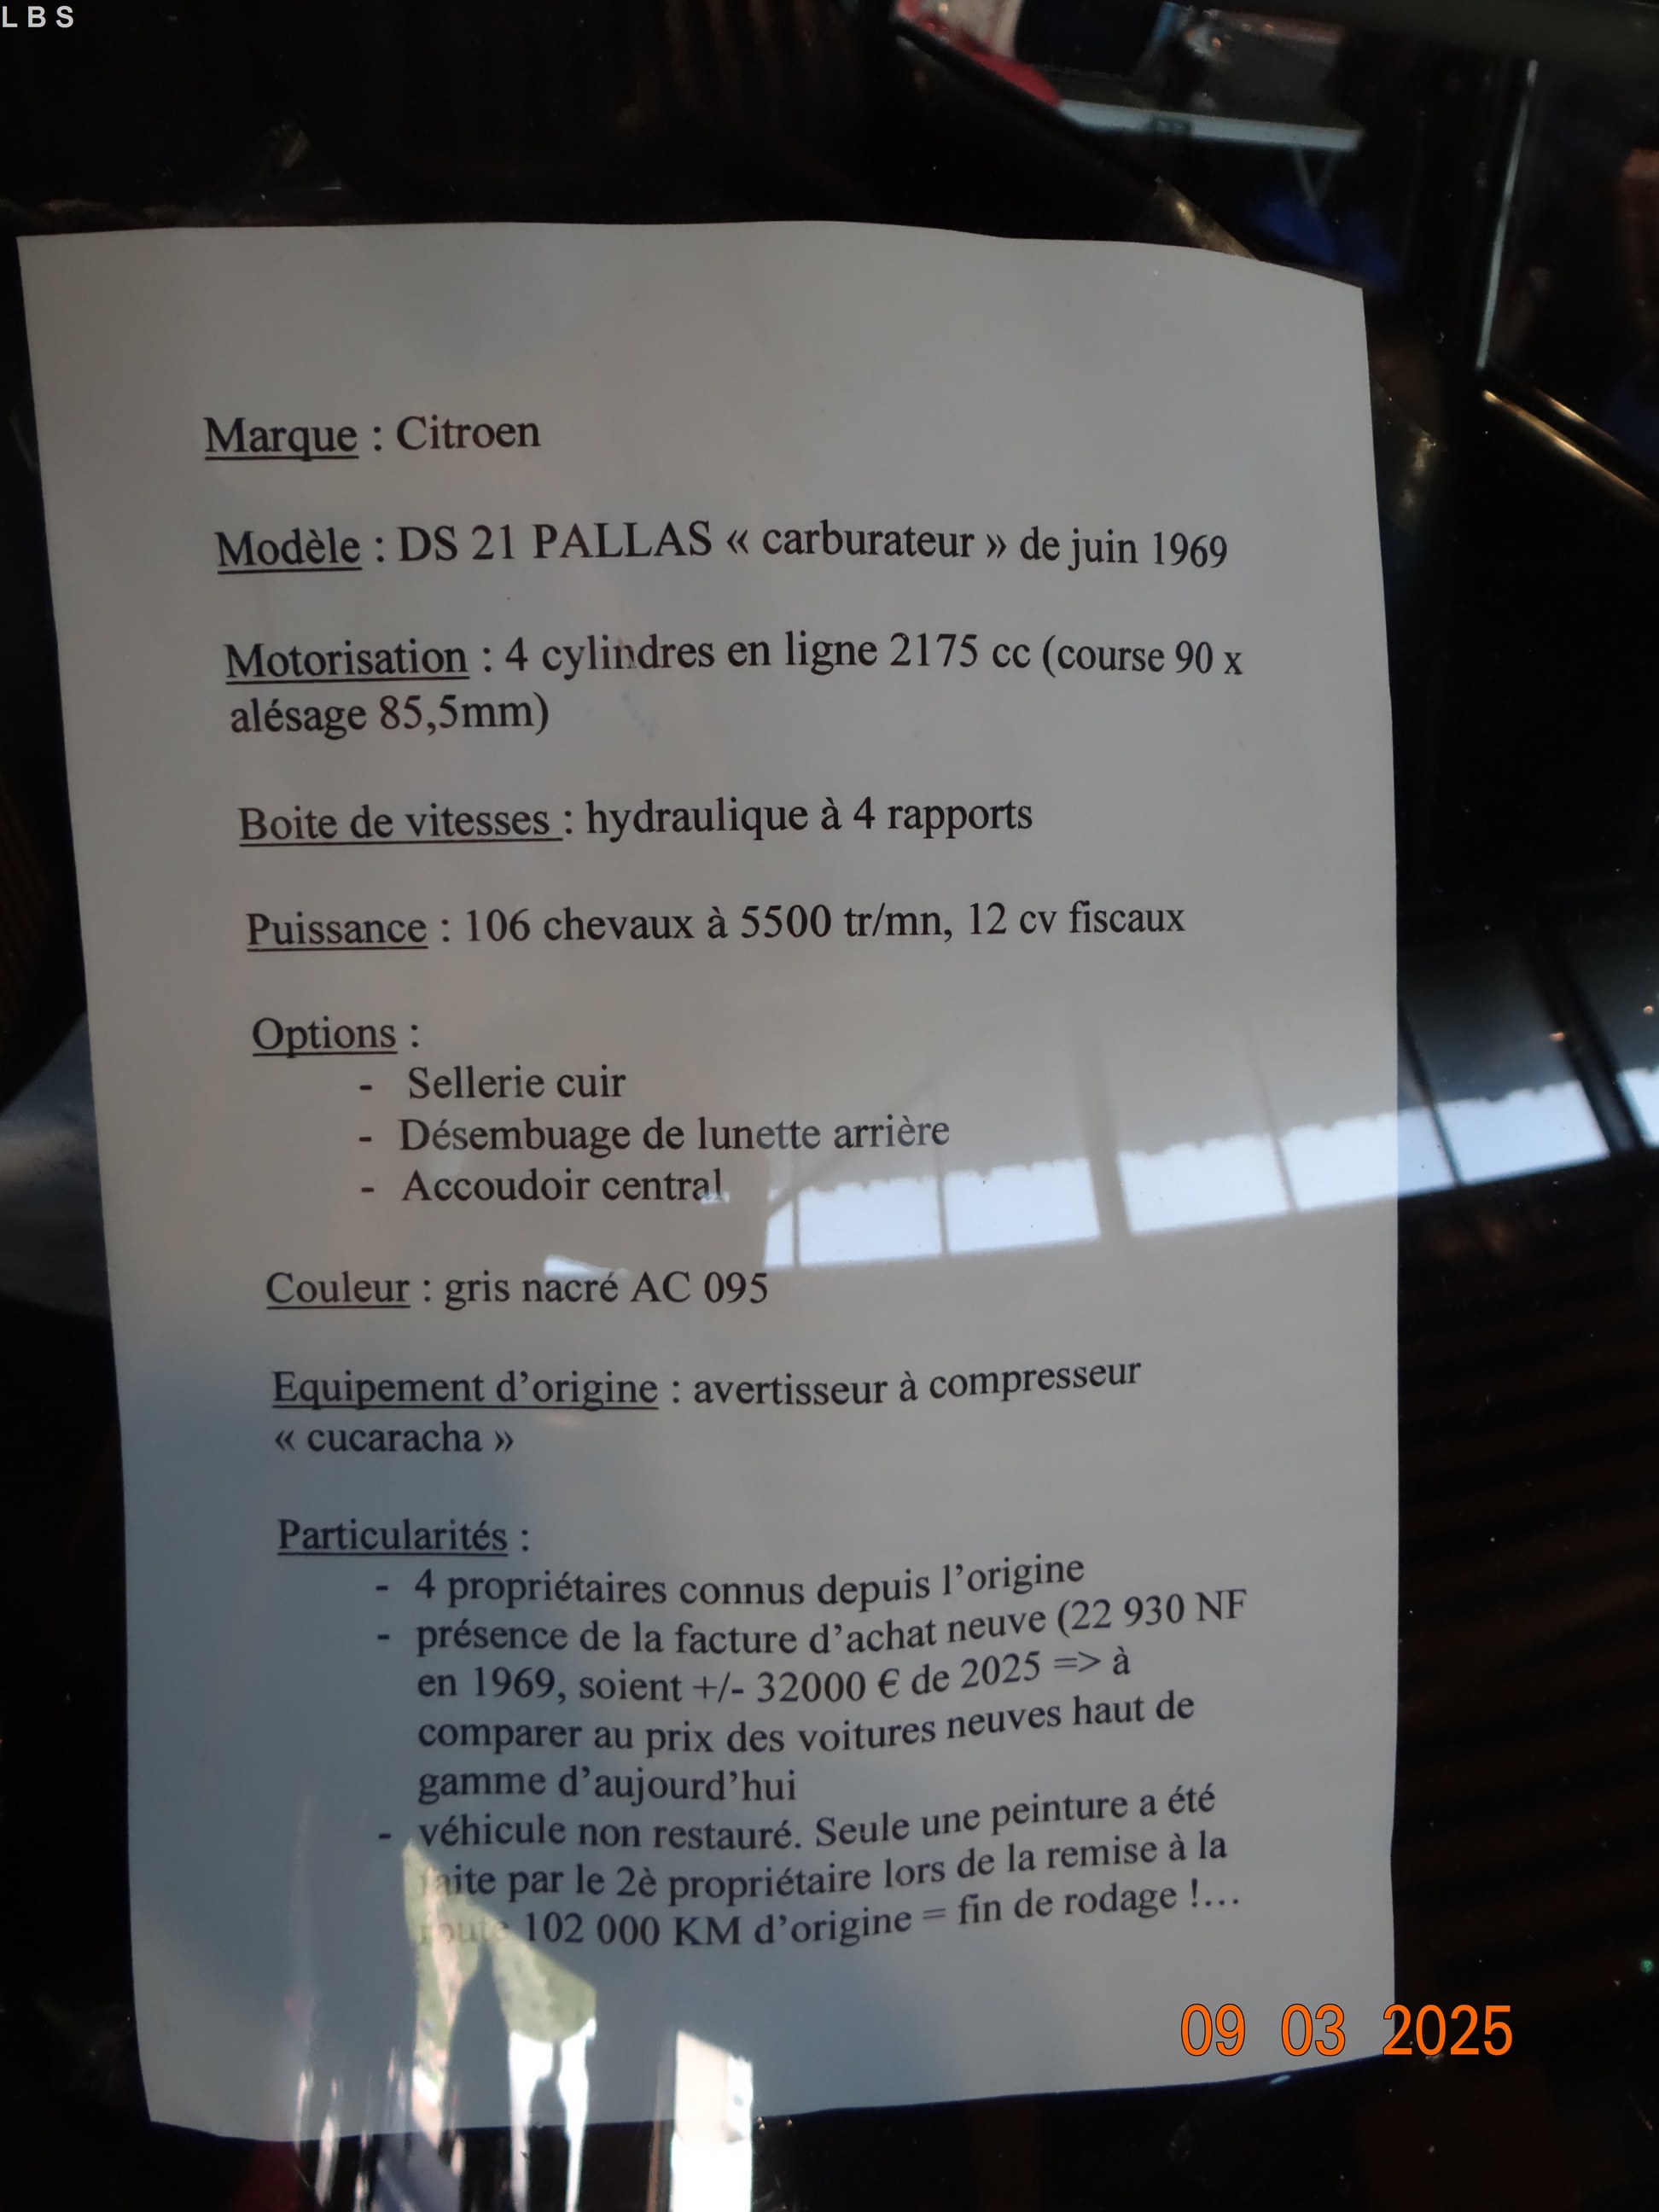 L B S
Marque : Citroen
Modèle : DS 21 PALLAS « carburateur » de juin 1969
Motorisation : 4 cylindres en ligne 2175 cc (course 90 x
alésage 85,5mm)
Boite de vitesses : hydraulique à 4 rapports
Puissance : 106 chevaux à 5500 tr/mn, 12 cv fiscaux
Options :
- Sellerie cuir
- Désembuage de lunette arrière
- Accoudoir central
Couleur : gris nacré AC 095
Equipement d’origine : avertisseur à compresseur
« cucaracha »
Particularités :
- 4 propriétaires connus depuis l’origine
- présence de la facture d’achat neuve (22 930 NF
en 1969, soient +/- 32000 € de 2025 => à
comparer au prix des voitures neuves haut de
gamme d’aujourd’hui
- véhicule non restauré. Seule une peinture a été
faite par le 2è propriétaire lors de la remise à la
route 102 000 KM d’origine = fin de rodage !...
09 03 2025